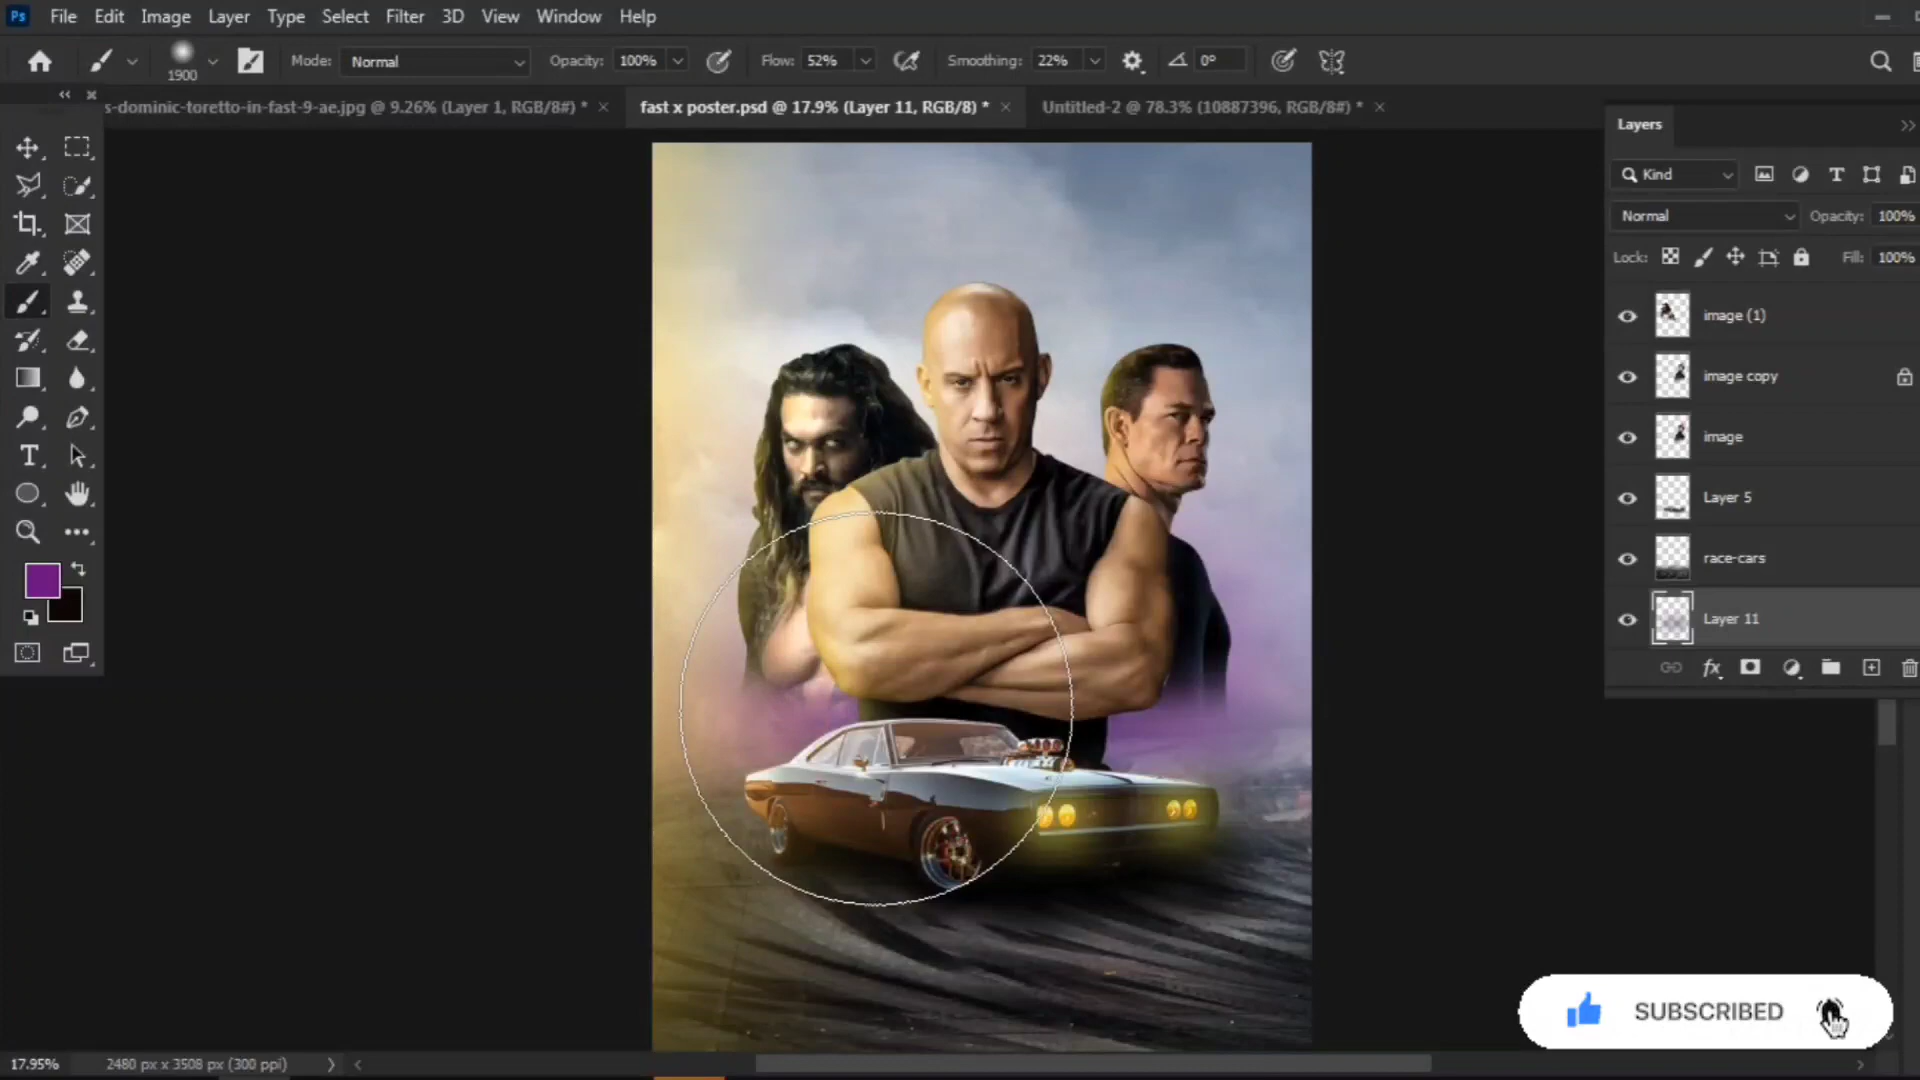 Ps File Edit Image Layer Type Select Filter 3D View Window Help
1900 Mode: Normal Opacity: 100% Flow: 52% Smoothing: 22% 0°
s-dominic-toretto-in-fast-9-ae.jpg @ 9.26% (Layer 1, RGB/8#) * fast x poster.psd @ 17.9% (Layer 11, RGB/8) * Untitled-2 @ 78.3% (10887396, RGB/8#) *
Layers
Kind
Normal Opacity: 100%
Lock: Fill: 100%
image (1)
image copy
image
Layer 5
race-cars
Layer 11
fx
SUBSCRIBED
17.95% 2480 px x 3508 px (300 ppi)